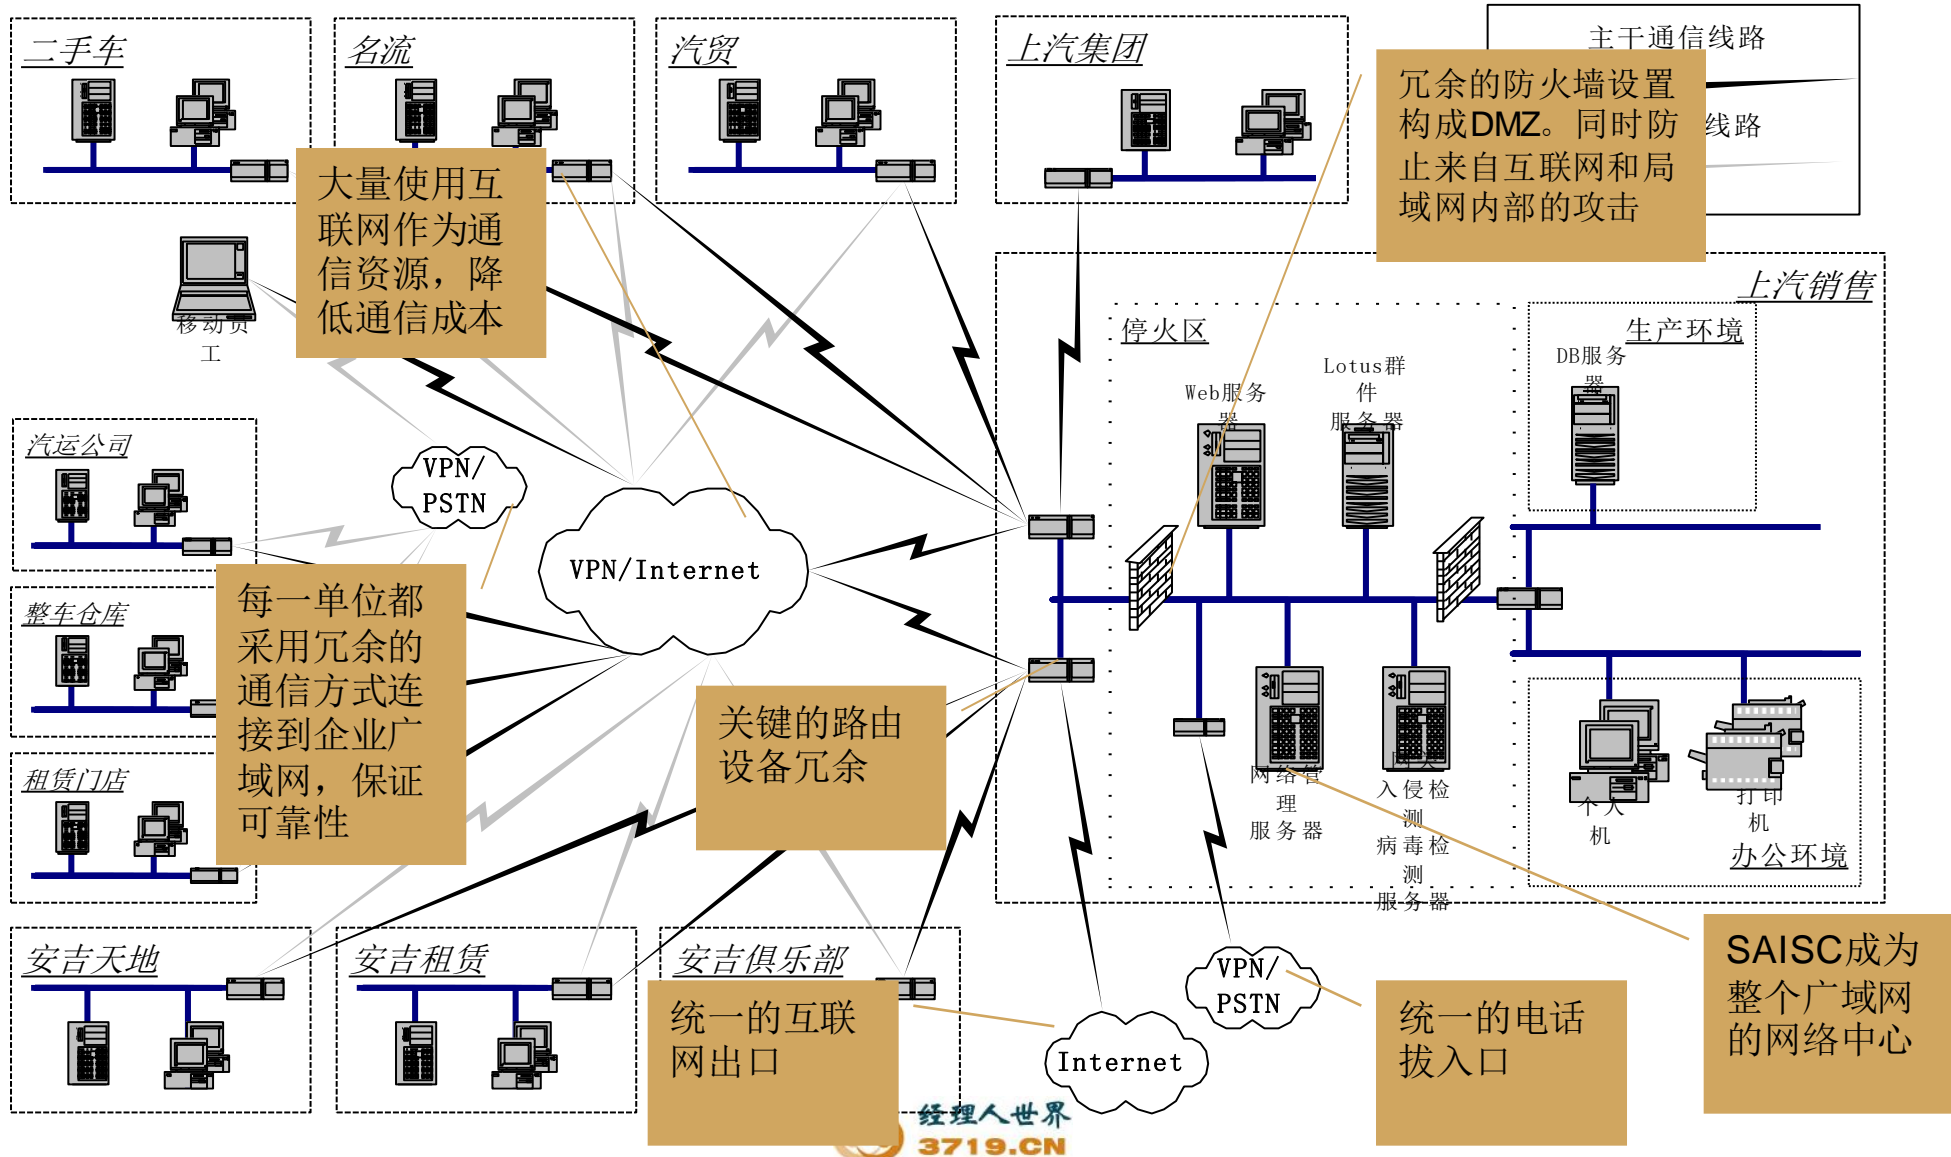 二手车
名流
汽贸
上汽集团
主干通信线路
线路
冗余的防火墙设置
构成DMZ。同时防
止来自互联网和局
域网内部的攻击
大量使用互
联网作为通
信资源，降
低通信成本
移动员
工
上汽销售
停火区
生产环境
Web服务
器
Lotus群
件
服务器
DB服务
器
汽运公司
VPN/
PSTN
VPN/Internet
整车仓库
每一单位都
采用冗余的
通信方式连
接到企业广
域网，保证
可靠性
租赁门店
关键的路由
设备冗余
网络管
理
服务器
入侵检
测
病毒检
测
服务器
个人
机
打印
机
办公环境
安吉天地
安吉租赁
安吉俱乐部
统一的互联
网出口
Internet
VPN/
PSTN
统一的电话
拔入口
SAISC成为
整个广域网
的网络中心
经理人世界
3719.CN